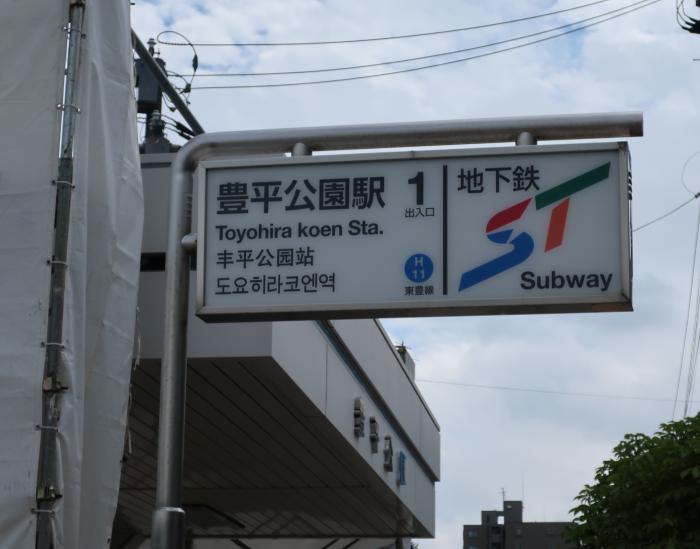 豊平公園駅
Toyohira koen Sta.
丰平公园站
도요히라코엔역
1
出入口
H
11
東豊線
地下鉄
ST
Subway